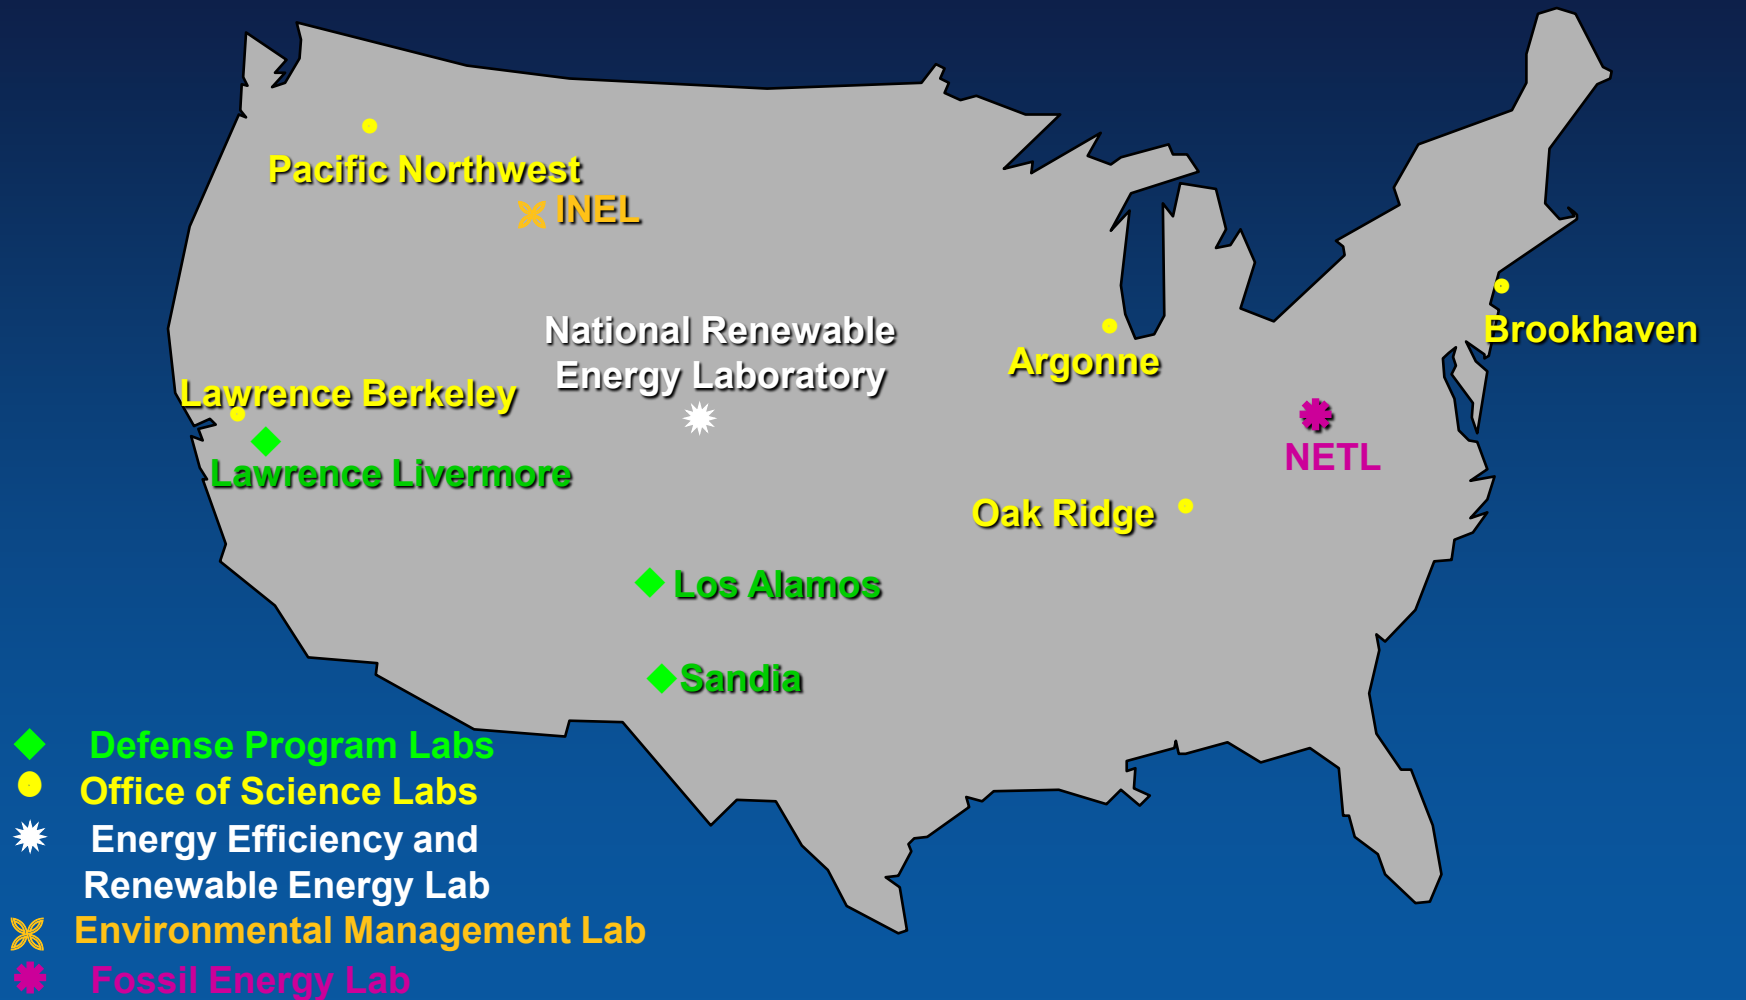 Pacific Northwest
INEL
National Renewable
Energy Laboratory
Brookhaven
Argonne
Lawrence Berkeley
Lawrence Livermore
NETL
Oak Ridge
Los Alamos
Sandia
Defense Program Labs
Office of Science Labs
Energy Efficiency and
Renewable Energy Lab
Environmental Management Lab
Fossil Energy Lab